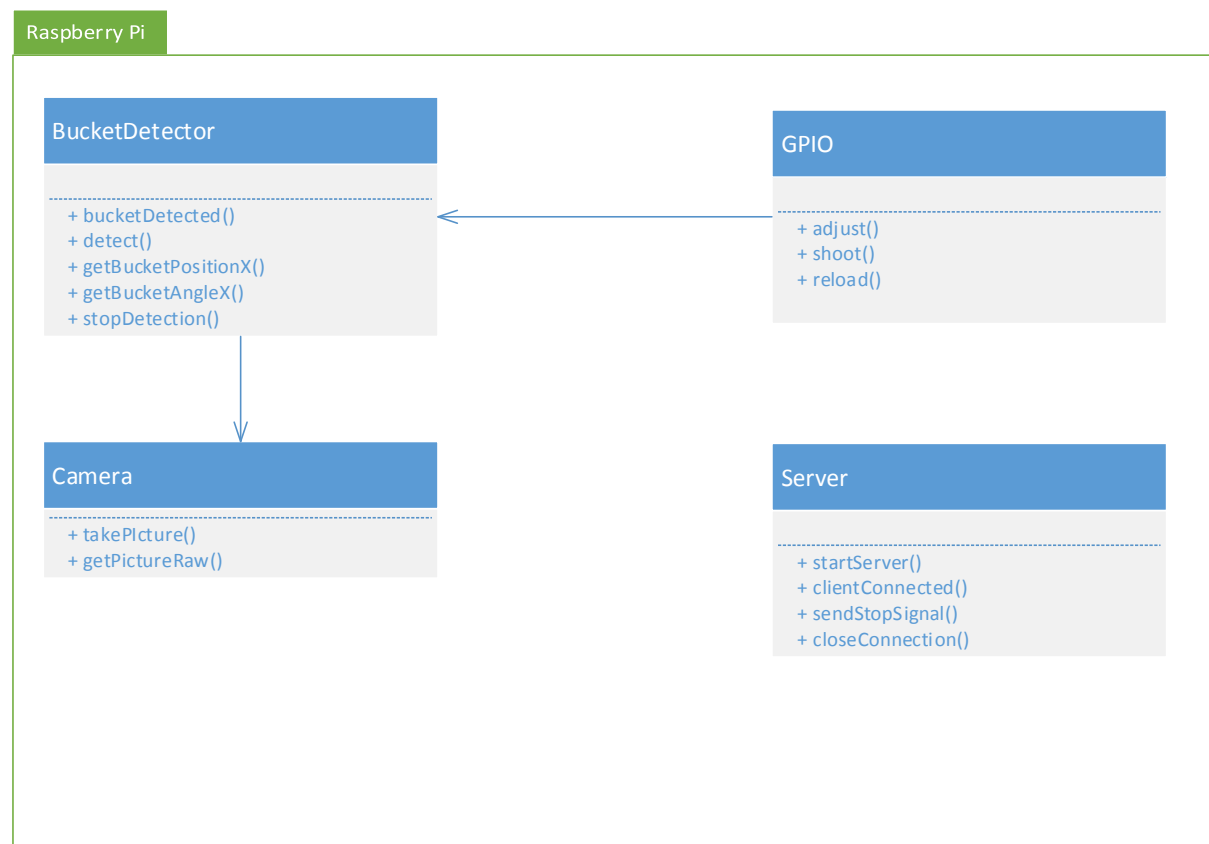 Raspberry Pi
BucketDetector
+ bucketDetected()
+ detect()
+ getBucketPositionX()
+ getBucketAngleX()
+ stopDetection()
GPIO
+ adjust()
+ shoot()
+ reload()
Camera
+ takePIcture()
+ getPictureRaw()
Server
+ startServer()
+ clientConnected()
+ sendStopSignal()
+ closeConnection()